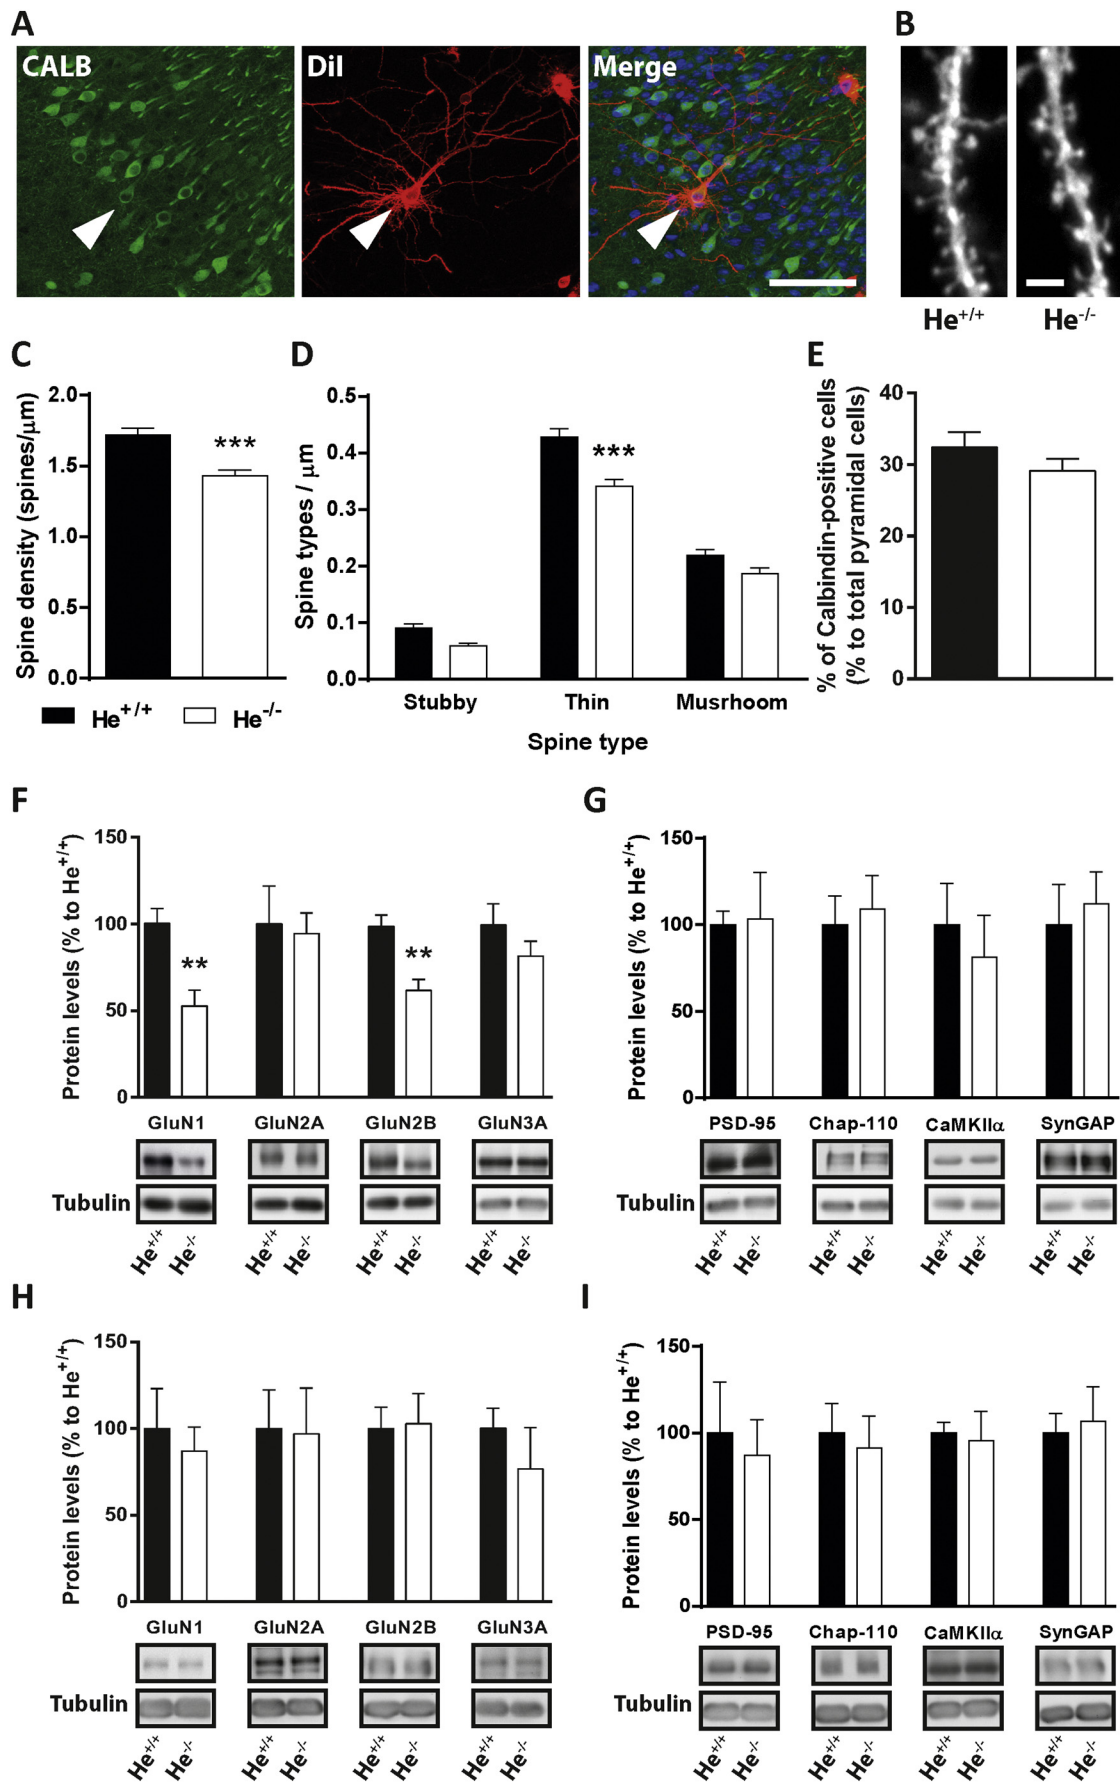 A
B
CALB
DiI
Merge
He+/+
He-/-
C
D
E
Spine density (spines/μm)
2.0
1.5
1.0
0.5
0.0
***
He+/+
He-/-
Spine types / μm
0.5
0.4
0.3
0.2
0.1
0.0
***
Stubby
Thin
Musrhoom
Spine type
% of Calbindin-positive cells
(% to total pyramidal cells)
40
30
20
10
0
F
G
Protein levels (% to He+/+)
150
100
50
0
**
**
GluN1
GluN2A
GluN2B
GluN3A
Tubulin
He+/+
He-/-
He+/+
He-/-
He+/+
He-/-
He+/+
He-/-
Protein levels (% to He+/+)
150
100
50
0
PSD-95
Chap-110
CaMKIIα
SynGAP
Tubulin
He+/+
He-/-
He+/+
He-/-
He+/+
He-/-
He+/+
He-/-
H
I
Protein levels (% to He+/+)
150
100
50
0
GluN1
GluN2A
GluN2B
GluN3A
Tubulin
He+/+
He-/-
He+/+
He-/-
He+/+
He-/-
He+/+
He-/-
Protein levels (% to He+/+)
150
100
50
0
PSD-95
Chap-110
CaMKIIα
SynGAP
Tubulin
He+/+
He-/-
He+/+
He-/-
He+/+
He-/-
He+/+
He-/-